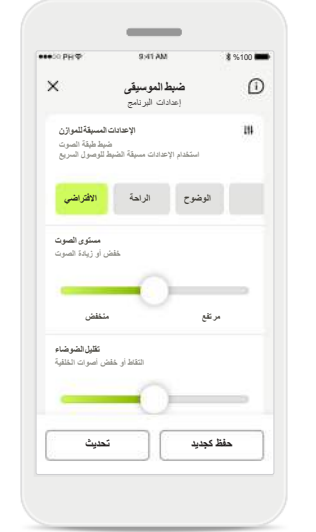 PH
9:41 AM
%100
ضبط الموسيقى
إعدادات البرنامج
الإعدادات المسبقة للموازن
ضبط طبقة الصوت
استخدام الإعدادات مسبقة الضبط للوصول السريع
الافتراضي
الراحة
الوضوح
مستوى الصوت
خفض أو زيادة الصوت
منخفض
مرتفع
تقليل الضوضاء
التقاط أو خفض أصوات الخلفية
تحديث
حفظ كجديد